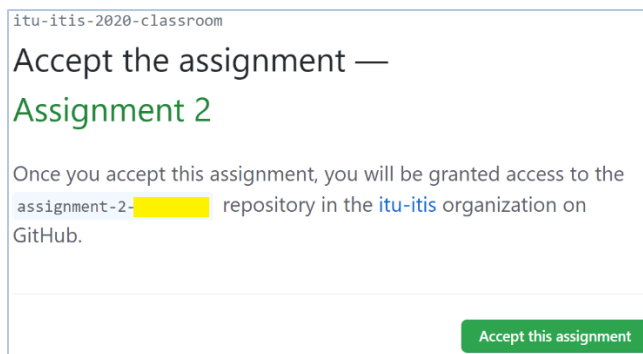 itu-itis-2020-classroom
Accept the assignment —
Assignment 2
Once you accept this assignment, you will be granted access to the
assignment-2- repository in the itu-itis organization on
GitHub.
Accept this assignment